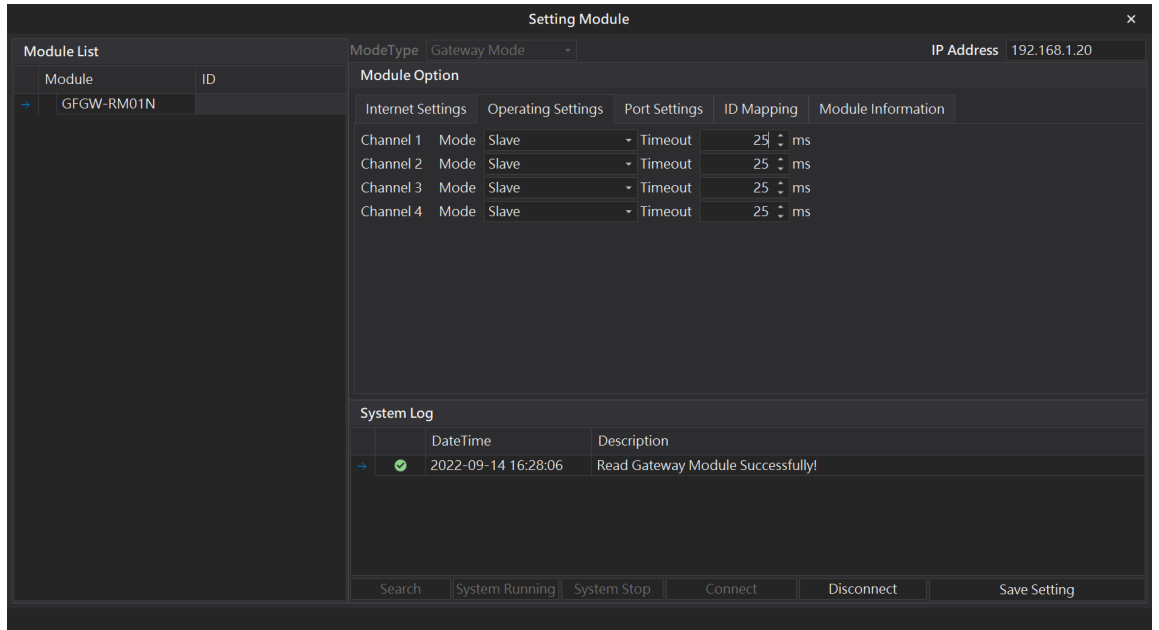 Setting Module ×
Module List
Module ID
GFGW-RM01N
ModeType Gateway Mode IP Address 192.168.1.20
Module Option
Internet Settings Operating Settings Port Settings ID Mapping Module Information
Channel 1 Mode Slave Timeout 25 ms
Channel 2 Mode Slave Timeout 25 ms
Channel 3 Mode Slave Timeout 25 ms
Channel 4 Mode Slave Timeout 25 ms
System Log
DateTime Description
2022-09-14 16:28:06 Read Gateway Module Successfully!
Search System Running System Stop Connect Disconnect Save Setting